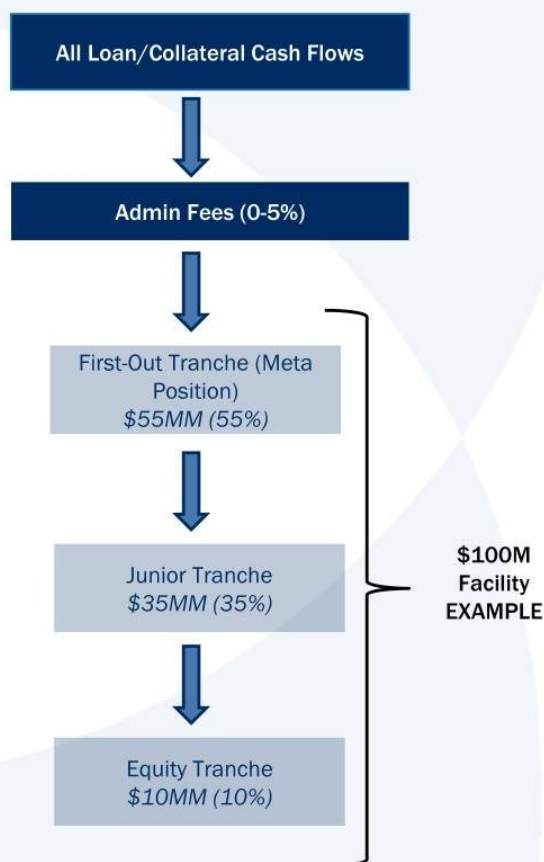 All Loan/Collateral Cash Flows
Admin Fees (0-5%)
First-Out Tranche (Meta
Position)
$55MM (55%)
Junior Tranche
$35MM (35%)
Equity Tranche
$10MM (10%)
$100M
Facility
EXAMPLE